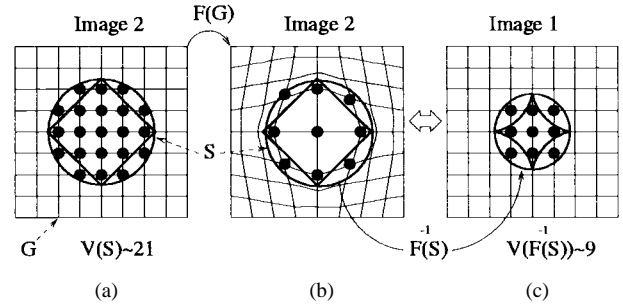 F(G)
Image 2
Image 2
Image 1
S
G
V(S)~21
-1
F(S)
-1
V(F(S))~9
(a)
(b)
(c)